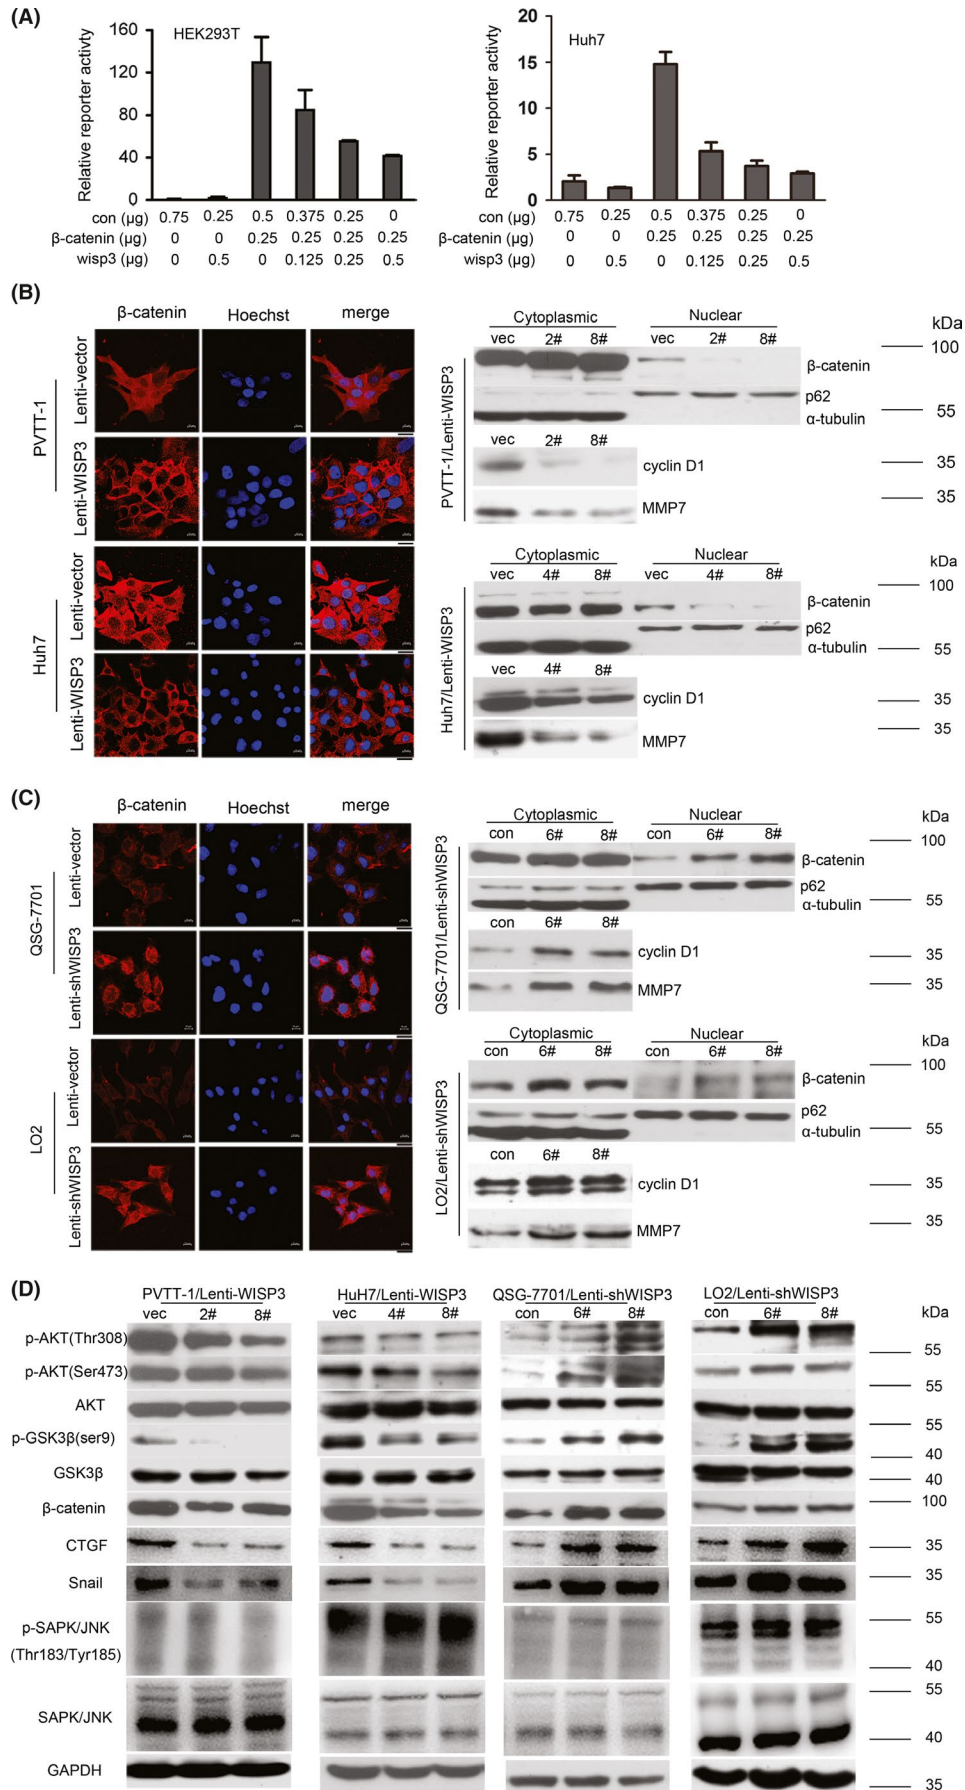 (A)
HEK293T
Relative reporter activty
160
120
80
40
0
con (µg) 0.75 0.25 0.5 0.375 0.25 0
β-catenin (µg) 0 0 0.25 0.25 0.25 0.25
wisp3 (µg) 0 0.5 0 0.125 0.25 0.5
Huh7
Relative reporter activity
20
15
10
5
0
con (µg) 0.75 0.25 0.5 0.375 0.25 0
β-catenin (µg) 0 0 0.25 0.25 0.25 0.25
wisp3 (µg) 0 0.5 0 0.125 0.25 0.5
(B)
β-catenin Hoechst merge
PVTT-1
Lenti-vector
Lenti-WISP3
Huh7
Lenti-vector
Lenti-WISP3
PVTT-1/Lenti-WISP3
Cytoplasmic Nuclear
vec 2# 8# vec 2# 8#
kDa
100
β-catenin
p62
α-tubulin
55
vec 2# 8#
cyclin D1
35
MMP7
35
Huh7/Lenti-WISP3
Cytoplasmic Nuclear
vec 4# 8# vec 4# 8#
kDa
100
β-catenin
p62
α-tubulin
55
vec 4# 8#
cyclin D1
35
MMP7
35
(C)
β-catenin Hoechst merge
QSG-7701
Lenti-vector
Lenti-shWISP3
LO2
Lenti-vector
Lenti-shWISP3
QSG-7701/Lenti-shWISP3
Cytoplasmic Nuclear
con 6# 8# con 6# 8#
kDa
100
β-catenin
p62
α-tubulin
55
con 6# 8#
cyclin D1
35
MMP7
35
LO2/Lenti-shWISP3
Cytoplasmic Nuclear
con 6# 8# con 6# 8#
kDa
100
β-catenin
p62
α-tubulin
55
con 6# 8#
cyclin D1
35
MMP7
35
(D)
PVTT-1/Lenti-WISP3 HuH7/Lenti-WISP3 QSG-7701/Lenti-shWISP3 LO2/Lenti-shWISP3
vec 2# 8# vec 4# 8# con 6# 8# con 6# 8#
kDa
p-AKT(Thr308)
55
p-AKT(Ser473)
55
AKT
55
p-GSK3β(ser9)
40
GSK3β
40
β-catenin
100
CTGF
35
Snail
35
p-SAPK/JNK
(Thr183/Tyr185)
55
40
SAPK/JNK
55
40
GAPDH
35